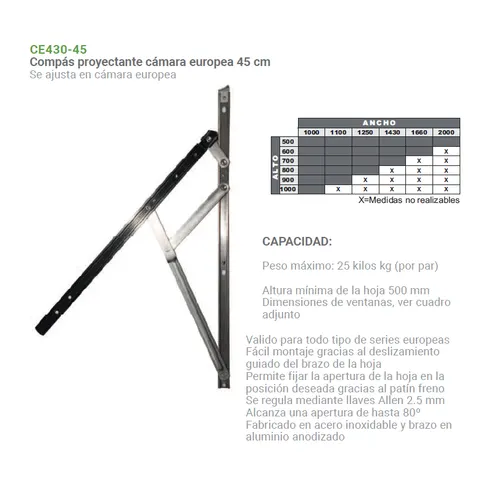 CE430-45
Compás proyectante cámara europea 45 cm
Se ajusta en cámara europea
ANCHO
1000 1100 1250 1430 1660 2000
ALTO
500
600 X
700 X X
800 X X X
900 X X X X
1000 X X X X X
X=Medidas no realizables
CAPACIDAD:
Peso máximo: 25 kilos kg (por par)
Altura mínima de la hoja 500 mm
Dimensiones de ventanas, ver cuadro
adjunto
Valido para todo tipo de series europeas
Fácil montaje gracias al deslizamiento
guiado del brazo de la hoja
Permite fijar la apertura de la hoja en la
posición deseada gracias al patín freno
Se regula mediante llaves Allen 2.5 mm
Alcanza una apertura de hasta 80º
Fabricado en acero inoxidable y brazo en
aluminio anodizado